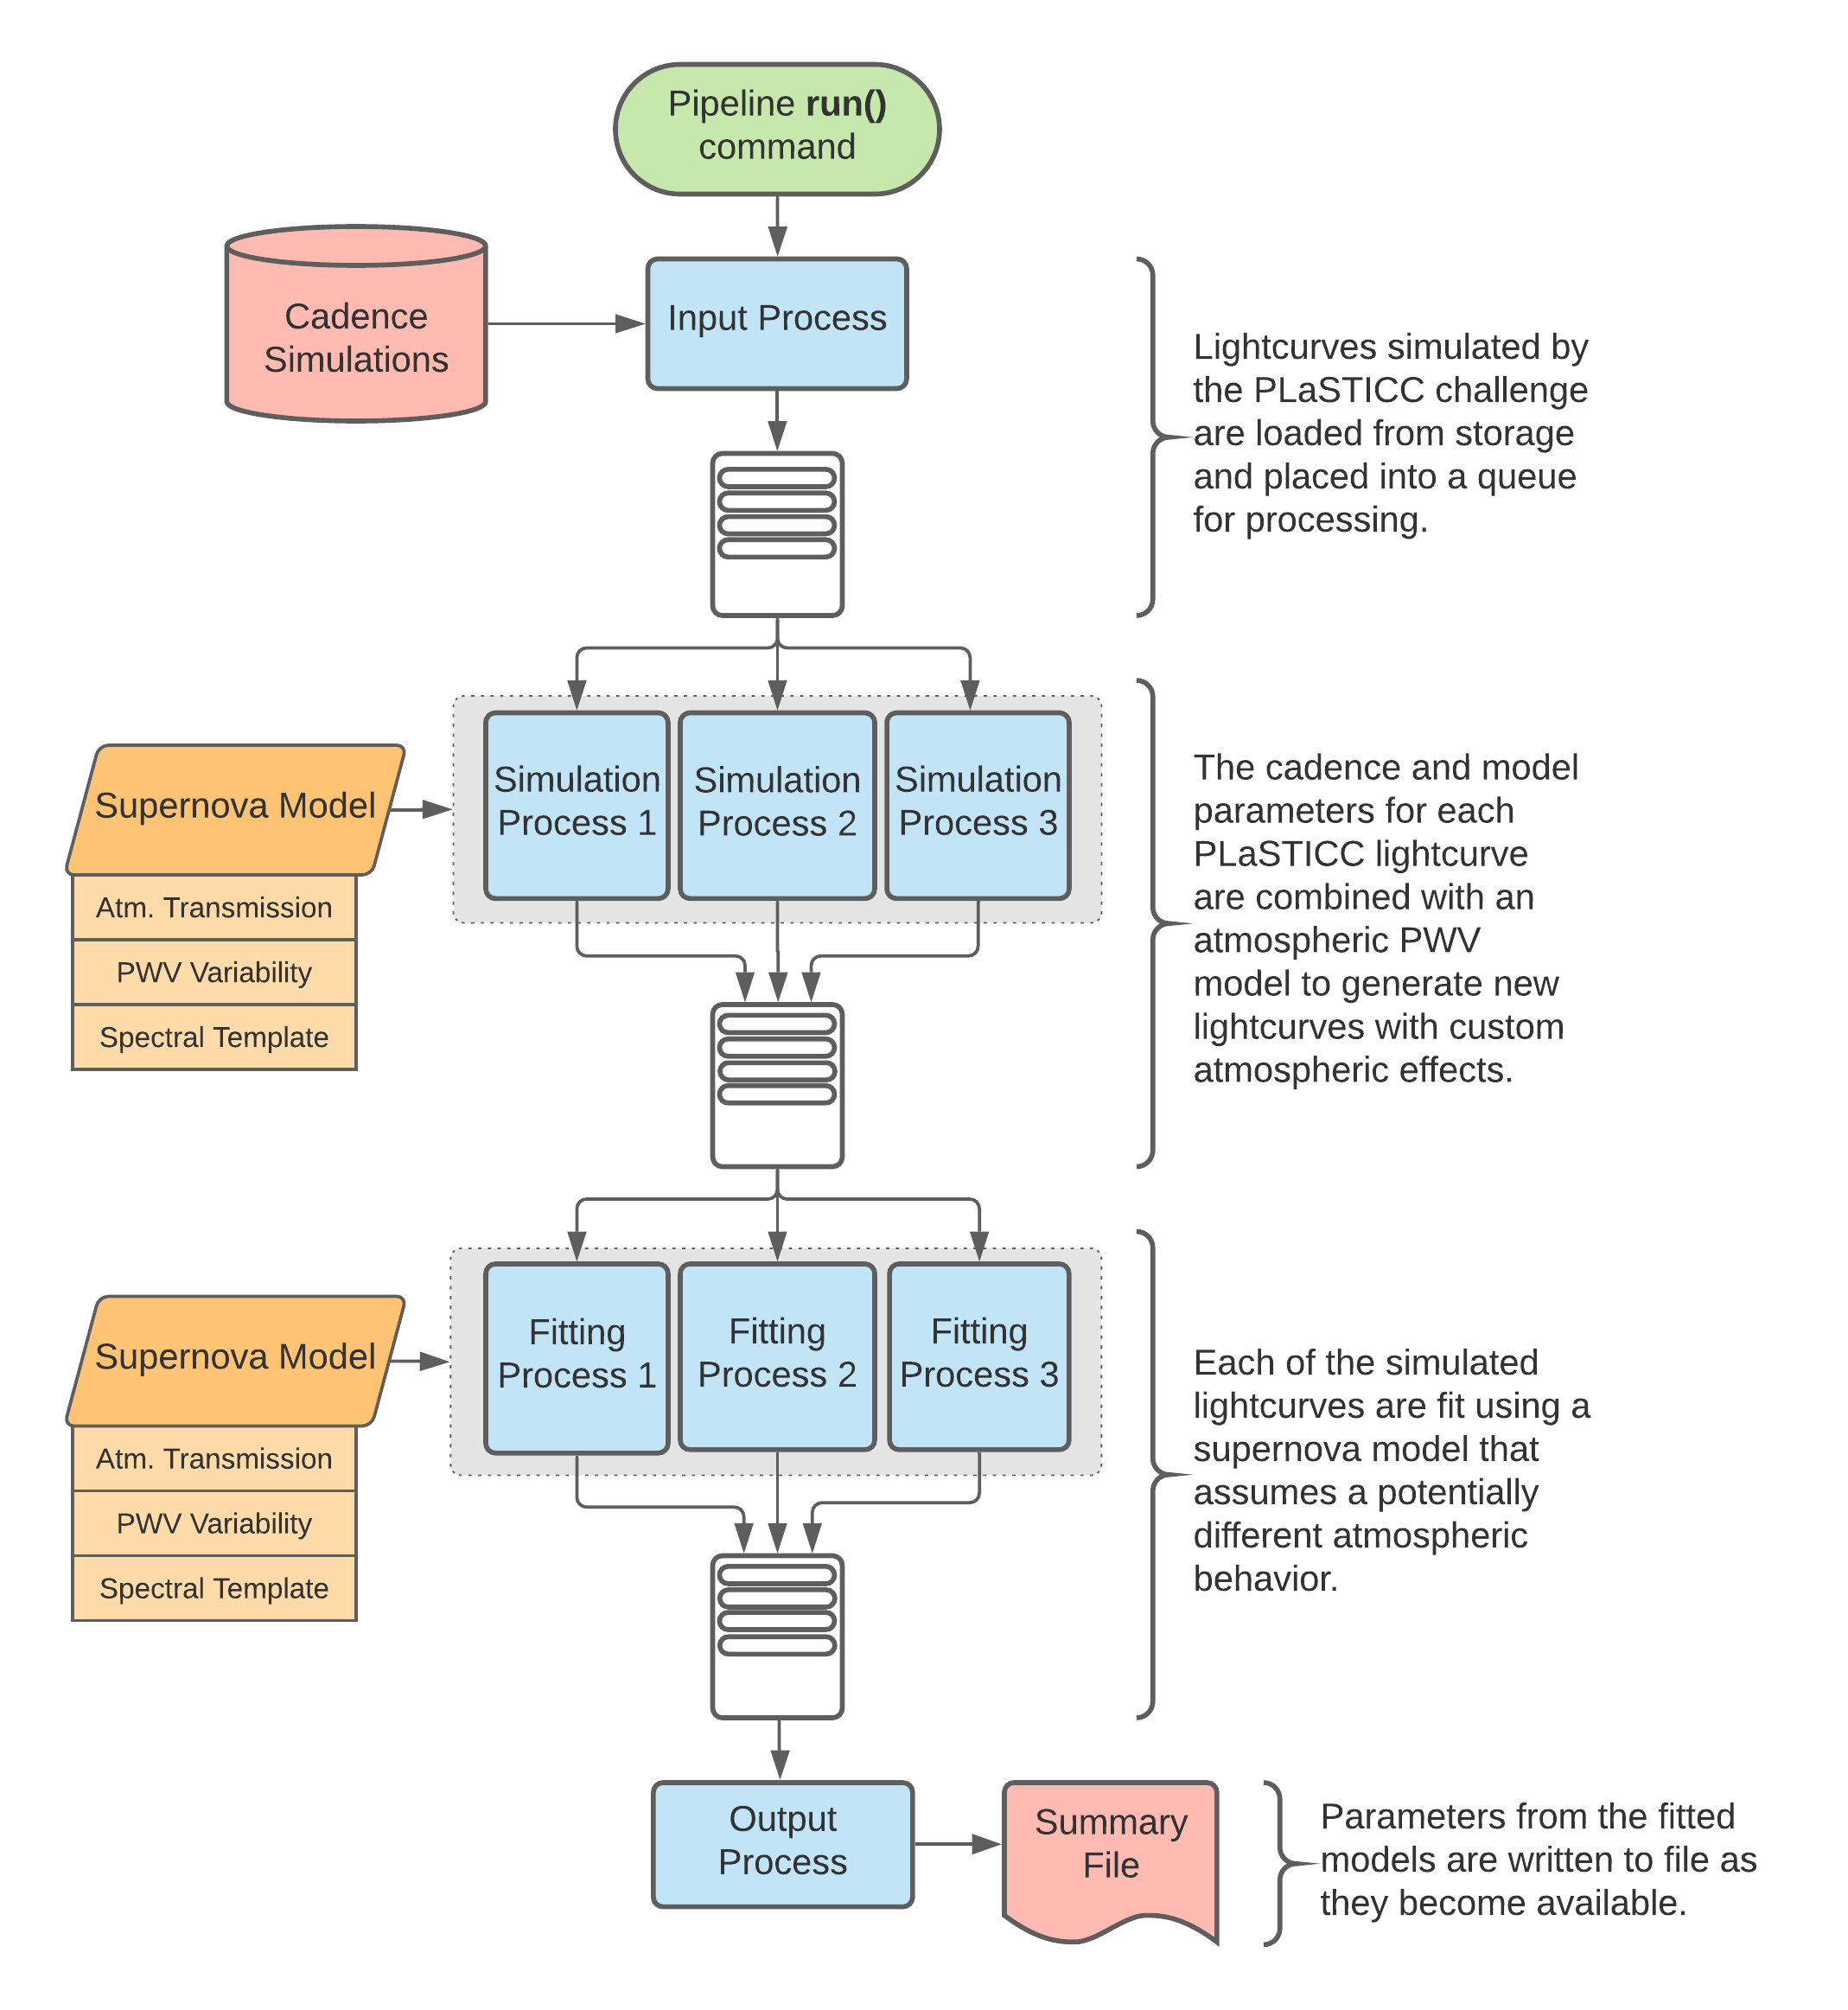 Pipeline run()
command
Cadence
Simulations
Input Process
Lightcurves simulated by
the PLaSTICC challenge
are loaded from storage
and placed into a queue
for processing.
Supernova Model
Atm. Transmission
PWV Variability
Spectral Template
Simulation
Process 1
Simulation
Process 2
Simulation
Process 3
The cadence and model
parameters for each
PLaSTICC lightcurve
are combined with an
atmospheric PWV
model to generate new
lightcurves with custom
atmospheric effects.
Supernova Model
Atm. Transmission
PWV Variability
Spectral Template
Fitting
Process 1
Fitting
Process 2
Fitting
Process 3
Each of the simulated
lightcurves are fit using a
supernova model that
assumes a potentially
different atmospheric
behavior.
Output
Process
Summary
File
Parameters from the fitted
models are written to file as
they become available.